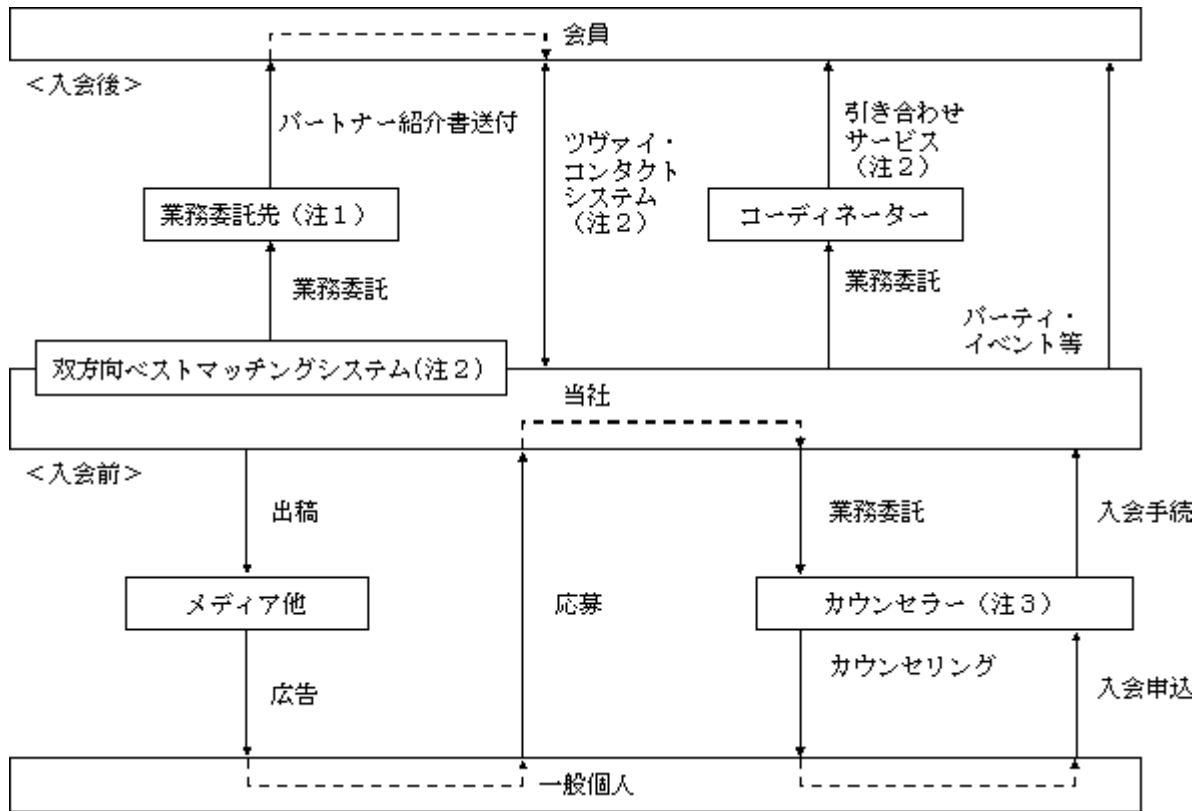 会員
＜入会後＞
パートナー紹介書送付
ツヴァイ・
コンタクト
システム
（注２）
引き合わせ
サービス
（注２）
業務委託先（注１）
コーディネーター
業務委託
業務委託
パーティ・
イベント等
双方向ベストマッチングシステム(注２)
当社
＜入会前＞
出稿
業務委託
入会手続
メディア他
応募
カウンセラー（注３）
広告
カウンセリング
入会申込
一般個人